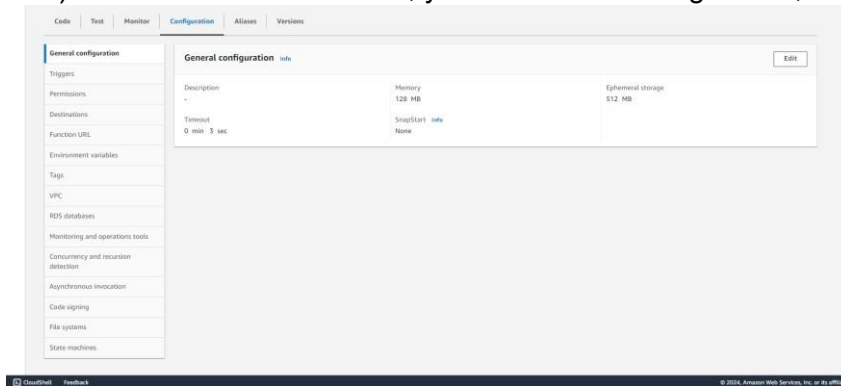 Code Test Monitor Configuration Aliases Versions
General configuration
Triggers
Permissions
Destinations
Function URL
Environment variables
Tags
VPC
RDS databases
Monitoring and operations tools
Concurrency and recursion
detection
Asynchronous invocation
Code signing
File systems
State machines
General configuration Info
Edit
Description
-
Memory
128 MB
Ephemeral storage
512 MB
Timeout
0 min 3 sec
SnapStart Info
None
CloudShell Feedback
© 2024, Amazon Web Services, Inc. or its affili